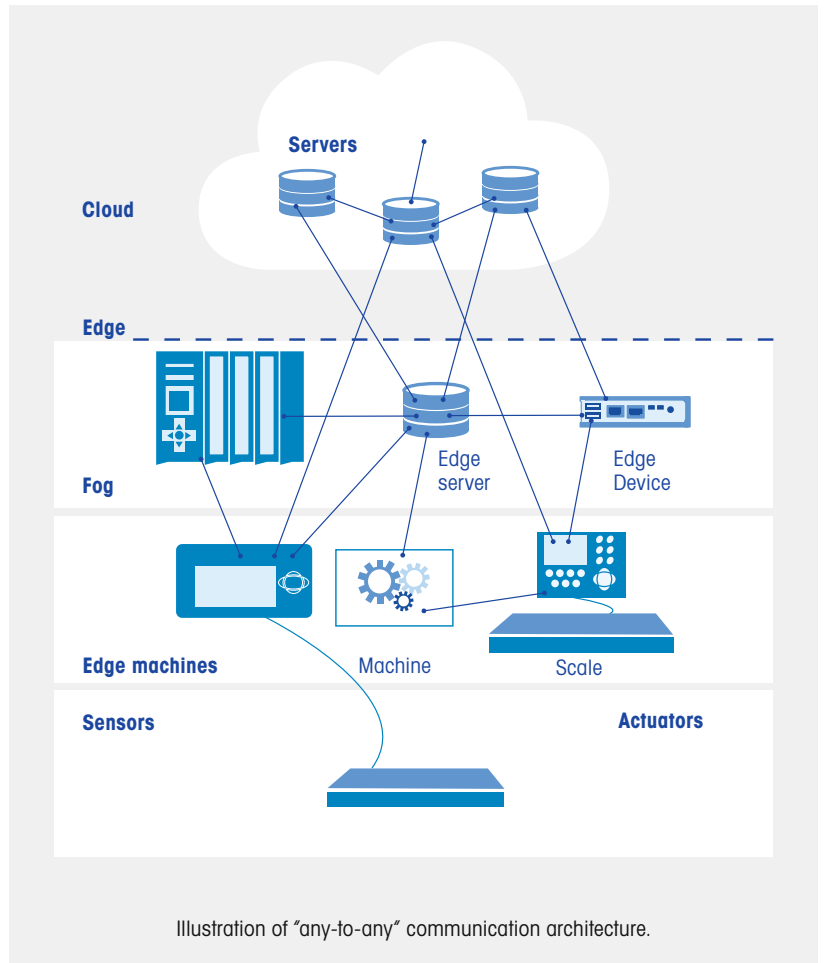 Servers
Cloud
Edge
Edge
server
Edge
Device
Fog
Edge machines
Machine
Scale
Sensors
Actuators
Illustration of “any-to-any“ communication architecture.